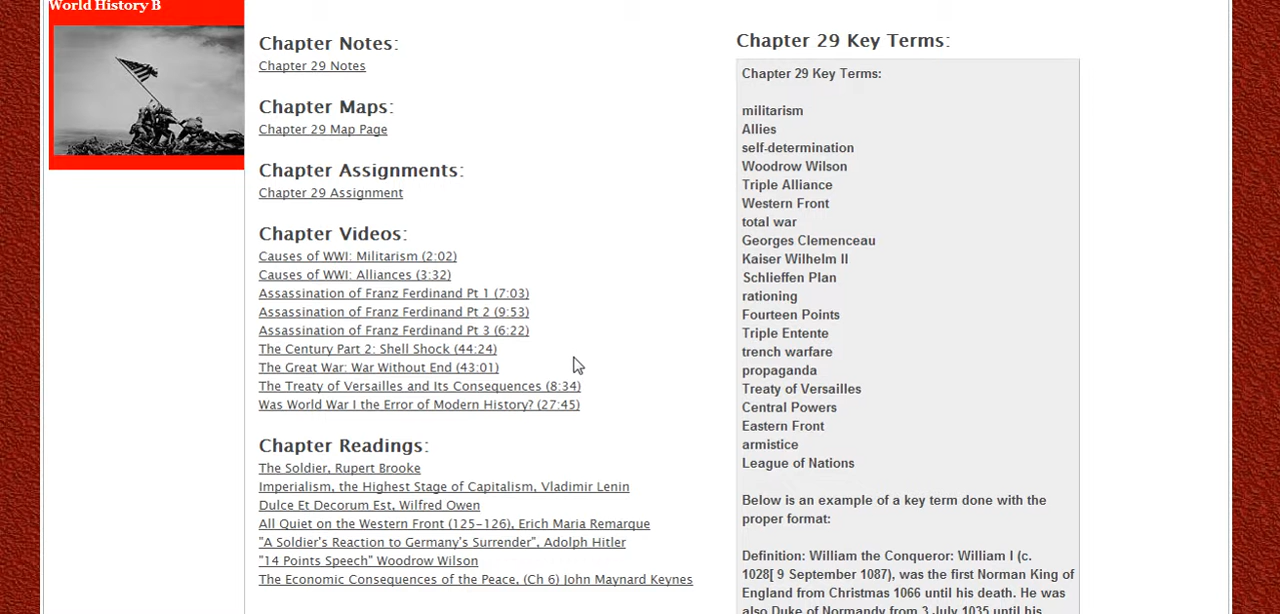 World History B
Chapter Notes:
Chapter 29 Notes
Chapter Maps:
Chapter 29 Map Page
Chapter Assignments:
Chapter 29 Assignment
Chapter Videos:
Causes of WWI: Militarism (2:02)
Causes of WWI: Alliances (3:32)
Assassination of Franz Ferdinand Pt 1 (7:03)
Assassination of Franz Ferdinand Pt 2 (9:53)
Assassination of Franz Ferdinand Pt 3 (6:22)
The Century Part 2: Shell Shock (44:24)
The Great War: War Without End (43:01)
The Treaty of Versailles and Its Consequences (8:34)
Was World War I the Error of Modern History? (27:45)
Chapter Readings:
The Soldier, Rupert Brooke
Imperialism, the Highest Stage of Capitalism, Vladimir Lenin
Dulce Et Decorum Est, Wilfred Owen
All Quiet on the Western Front (125-126), Erich Maria Remarque
"A Soldier's Reaction to Germany's Surrender", Adolph Hitler
"14 Points Speech" Woodrow Wilson
The Economic Consequences of the Peace, (Ch 6) John Maynard Keynes
Chapter 29 Key Terms:
Chapter 29 Key Terms:
militarism
Allies
self-determination
Woodrow Wilson
Triple Alliance
Western Front
total war
Georges Clemenceau
Kaiser Wilhelm II
Schlieffen Plan
rationing
Fourteen Points
Triple Entente
trench warfare
propaganda
Treaty of Versailles
Central Powers
Eastern Front
armistice
League of Nations
Below is an example of a key term done with the
proper format:
Definition: William the Conqueror: William I (c.
1028[ 9 September 1087), was the first Norman King of
England from Christmas 1066 until his death. He was
also Duke of Normandy from 3 July 1035 until his